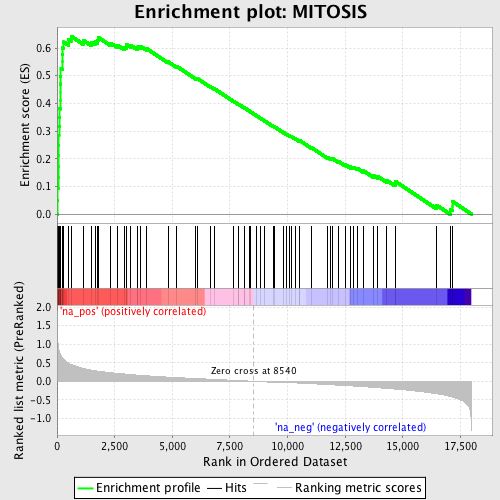 Enrichment plot: MITOSIS
Enrichment score (ES)
0.6
0.5
0.4
0.3
0.2
0.1
0.0
'na_pos' (positively correlated)
Ranked list metric (PreRanked)
2.0
1.5
1.0
0.5
0.0
-0.5
-1.0
Zero cross at 8540
'na_neg' (negatively correlated)
0
2,500
5,000
7,500
10,000
12,500
15,000
17,500
Rank in Ordered Dataset
Enrichment profile
Hits
Ranking metric scores